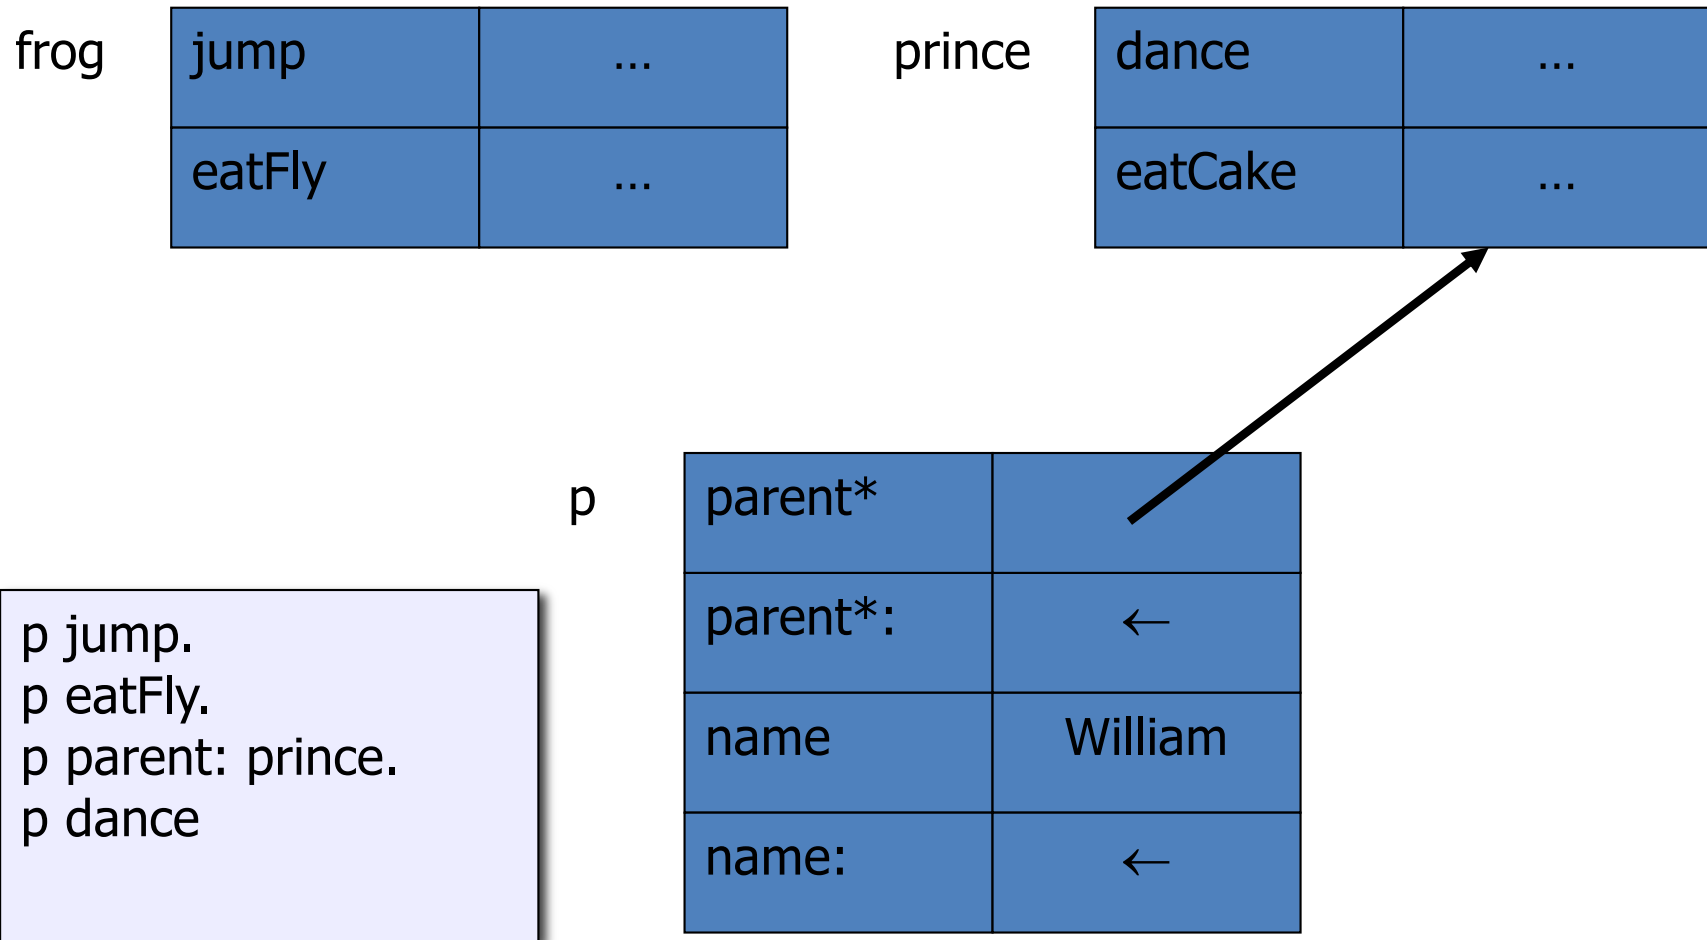 frog jump … prince dance …
eatFly … eatCake …
p parent*
parent*: ←
name William
name: ←
p jump.
p eatFly.
p parent: prince.
p dance